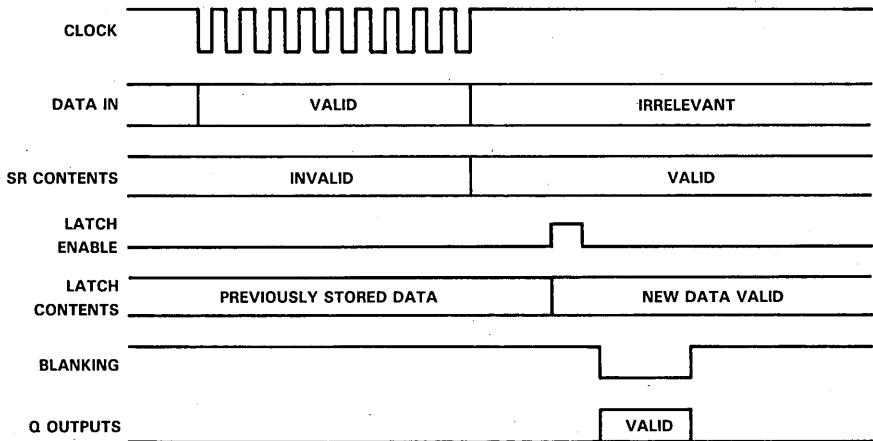 CLOCK
DATA IN VALID IRRELEVANT
SR CONTENTS INVALID VALID
LATCH
ENABLE
LATCH
CONTENTS PREVIOUSLY STORED DATA NEW DATA VALID
BLANKING
Q OUTPUTS VALID